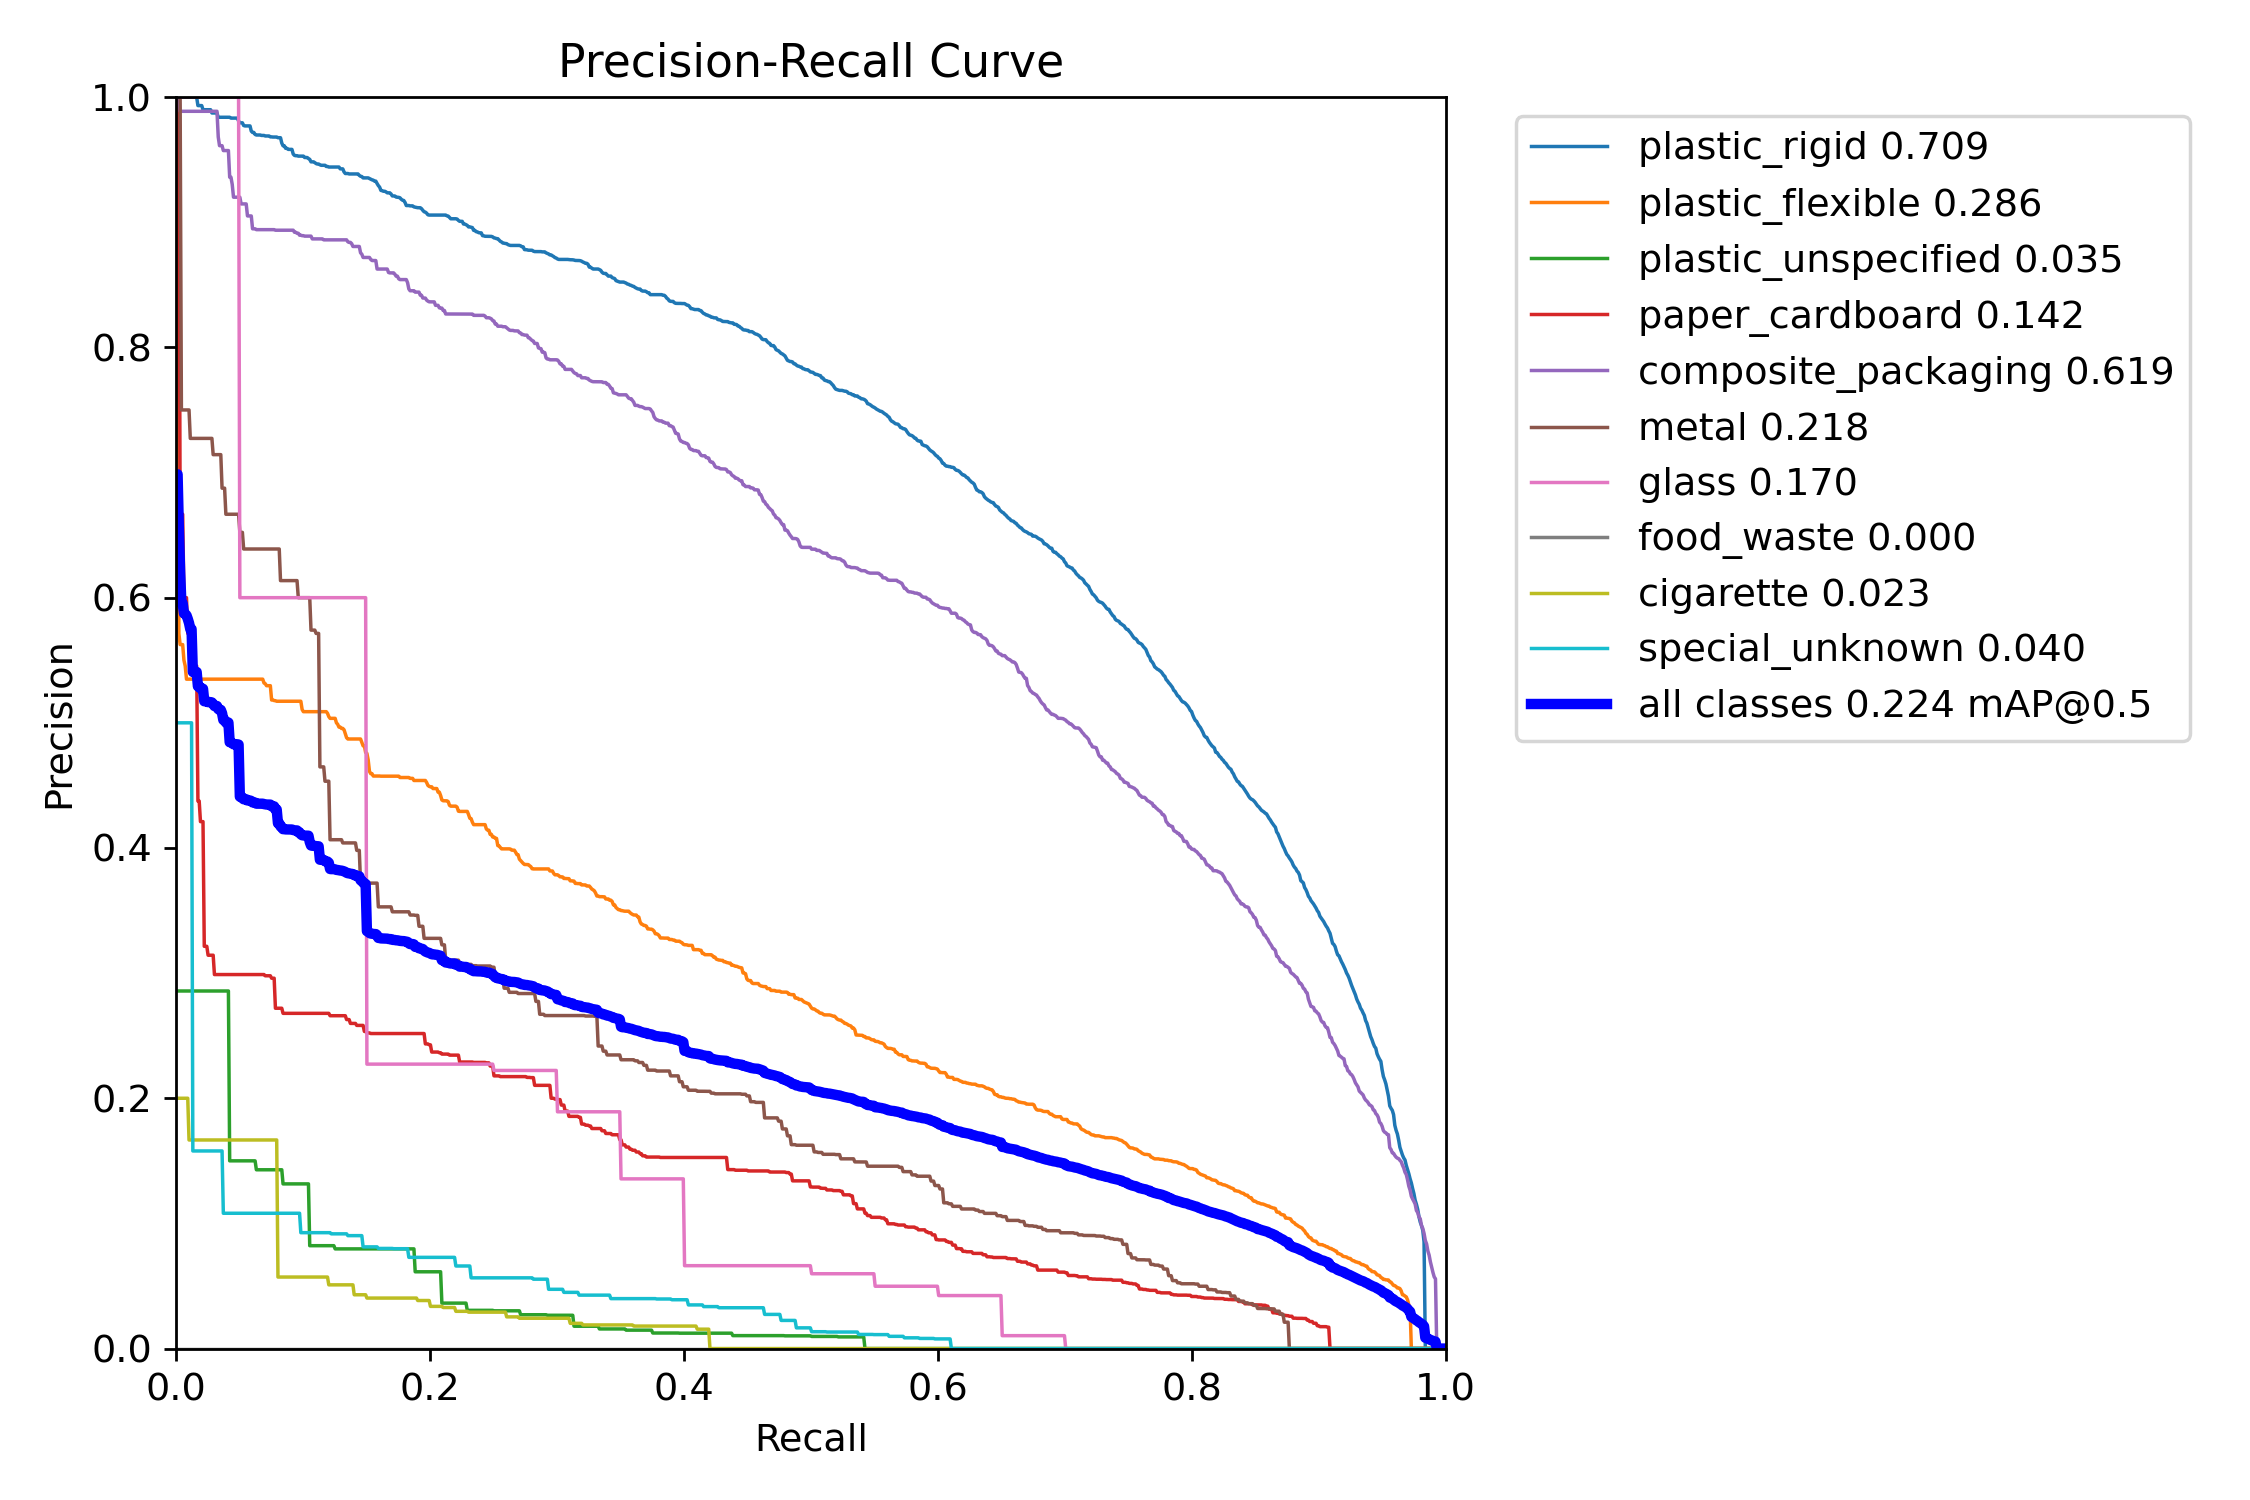 Precision-Recall Curve
1.0
0.8
0.6
0.4
0.2
0.0
Precision
0.0 0.2 0.4 0.6 0.8 1.0
Recall
plastic_rigid 0.709
plastic_flexible 0.286
plastic_unspecified 0.035
paper_cardboard 0.142
composite_packaging 0.619
metal 0.218
glass 0.170
food_waste 0.000
cigarette 0.023
special_unknown 0.040
all classes 0.224 mAP@0.5